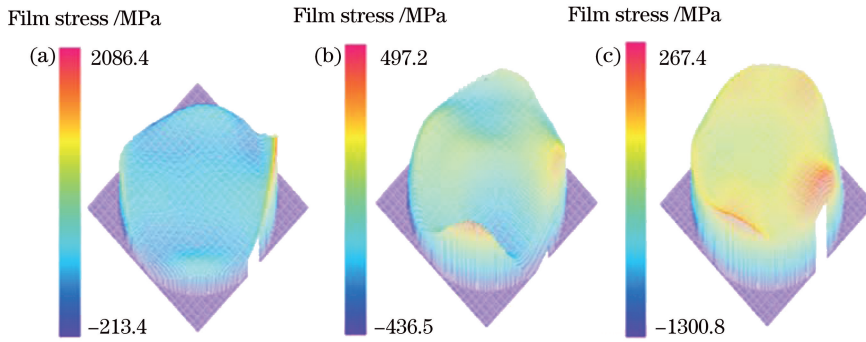 Film stress /MPa
(a)
2086.4
-213.4
Film stress /MPa
(b)
497.2
-436.5
Film stress /MPa
(c)
267.4
-1300.8